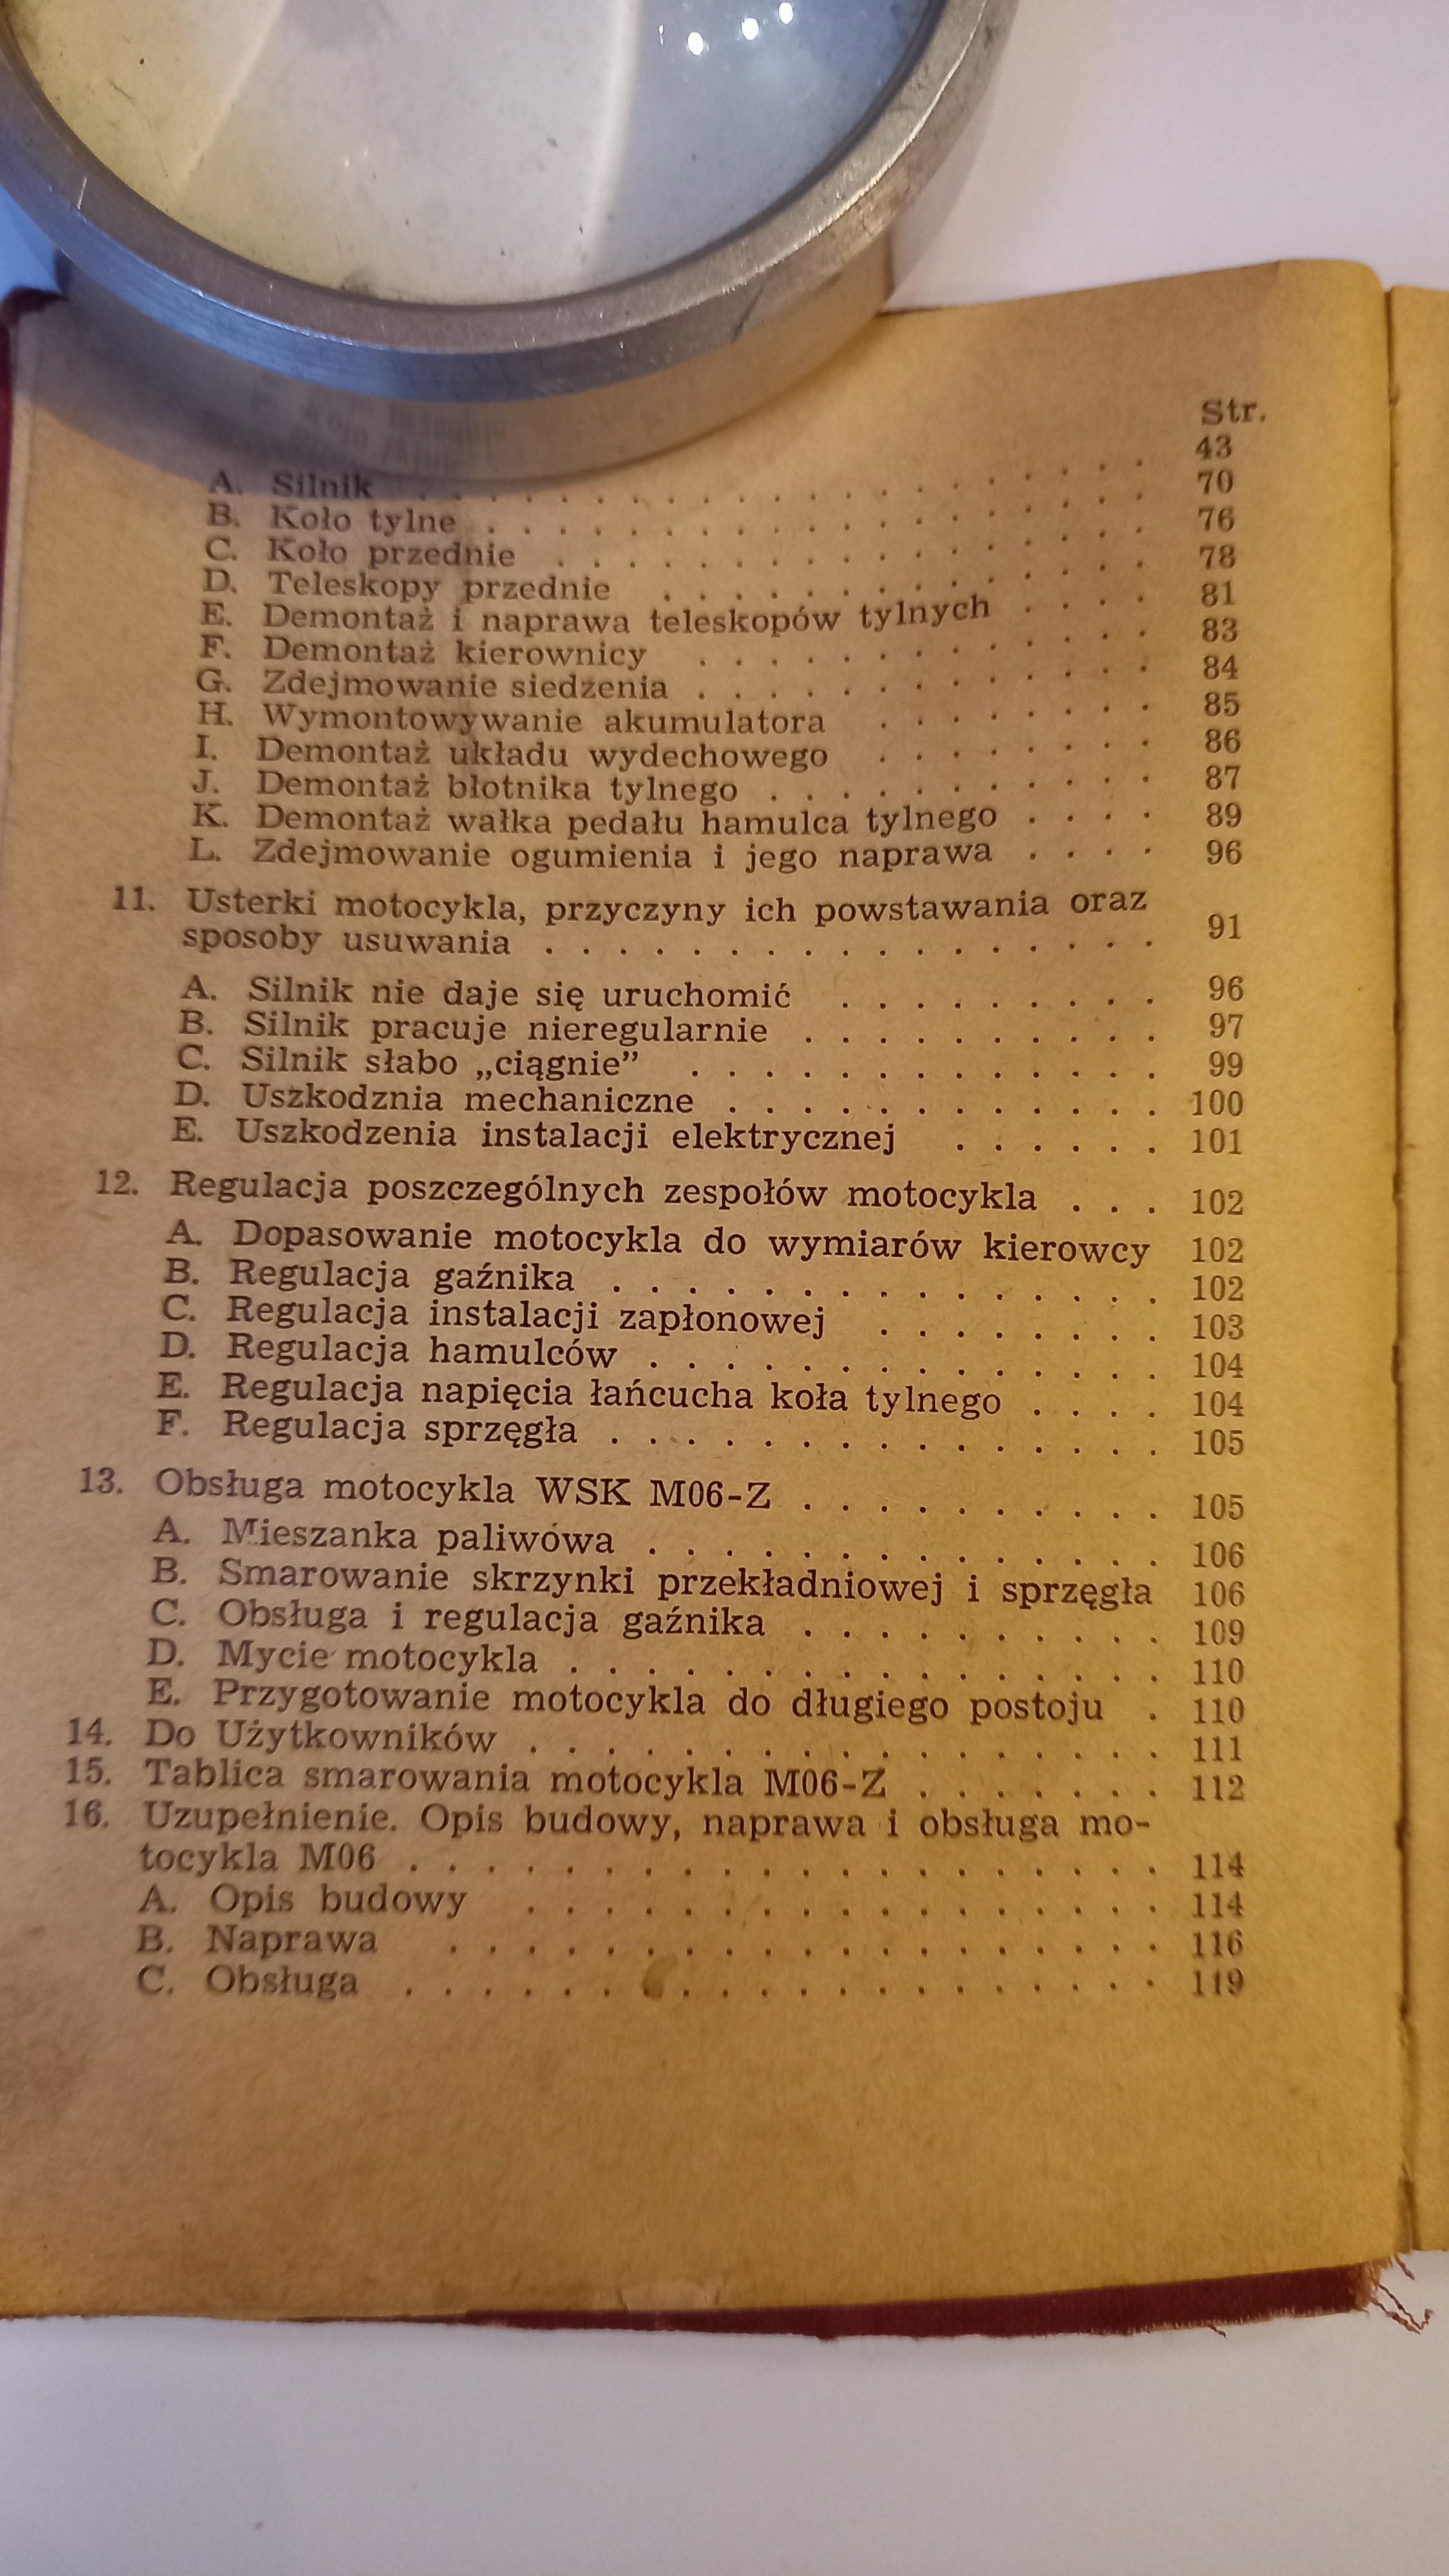 Str.
A. Silnik . . . . . . . . . . . . . . . . . . . 43
B. Koło tylne . . . . . . . . . . . . . . . . . 70
C. Koło przednie . . . . . . . . . . . . . . . 76
D. Teleskopy przednie . . . . . . . . . . . . . 78
E. Demontaż i naprawa teleskopów tylnych . . . . 81
F. Demontaż kierownicy . . . . . . . . . . . . 83
G. Zdejmowanie siedzenia . . . . . . . . . . . . 84
H. Wymontowywanie akumulatora . . . . . . . . 85
I. Demontaż układu wydechowego . . . . . . . . 86
J. Demontaż błotnika tylnego . . . . . . . . . . . 87
K. Demontaż wałka pedału hamulca tylnego . . . . 89
L. Zdejmowanie ogumienia i jego naprawa . . . . 96
11. Usterki motocykla, przyczyny ich powstawania oraz
sposoby usuwania . . . . . . . . . . . . . . . . . 91
A. Silnik nie daje się uruchomić . . . . . . . . . 96
B. Silnik pracuje nieregularnie . . . . . . . . . . 97
C. Silnik słabo „ciągnie” . . . . . . . . . . . . . 99
D. Uszkodznia mechaniczne . . . . . . . . . . . . 100
E. Uszkodzenia instalacji elektrycznej . . . . . . 101
12. Regulacja poszczególnych zespołów motocykla . . . 102
A. Dopasowanie motocykla do wymiarów kierowcy 102
B. Regulacja gaźnika . . . . . . . . . . . . . . . 102
C. Regulacja instalacji zapłonowej . . . . . . . . 103
D. Regulacja hamulców . . . . . . . . . . . . . . 104
E. Regulacja napięcia łańcucha koła tylnego . . . . 104
F. Regulacja sprzęgła . . . . . . . . . . . . . . . 105
13. Obsługa motocykla WSK M06-Z . . . . . . . . . . 105
A. Mieszanka paliwowa . . . . . . . . . . . . . . 106
B. Smarowanie skrzynki przekładniowej i sprzęgła 106
C. Obsługa i regulacja gaźnika . . . . . . . . . . 109
D. Mycie motocykla . . . . . . . . . . . . . . . . 110
E. Przygotowanie motocykla do długiego postoju . 110
14. Do Użytkowników . . . . . . . . . . . . . . . . . 111
15. Tablica smarowania motocykla M06-Z . . . . . . . 112
16. Uzupełnienie. Opis budowy, naprawa i obsługa mo-
tocykla M06 . . . . . . . . . . . . . . . . . . . . 114
A. Opis budowy . . . . . . . . . . . . . . . . . 114
B. Naprawa . . . . . . . . . . . . . . . . . . . 116
C. Obsługa . . . . . . . . . . . . . . . . . . . . 119